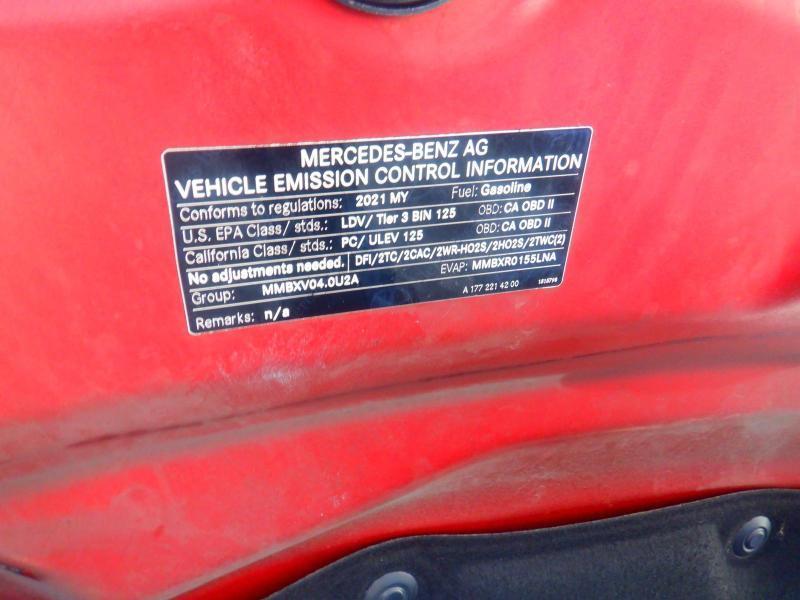 MERCEDES-BENZ AG
VEHICLE EMISSION CONTROL INFORMATION
Conforms to regulations: 2021 MY Fuel: Gasoline
U.S. EPA Class/ stds.: LDV/ Tier 3 BIN 125 OBD: CA OBD II
California Class/ stds.: PC/ ULEV 125 OBD: CA OBD II
No adjustments needed. DFI/2TC/2CAC/2WR-HO2S/2HO2S/2TWC(2)
Group: MMBXV04.0U2A EVAP: MMBXR0155LNA
Remarks: n/a A 177 221 42 00